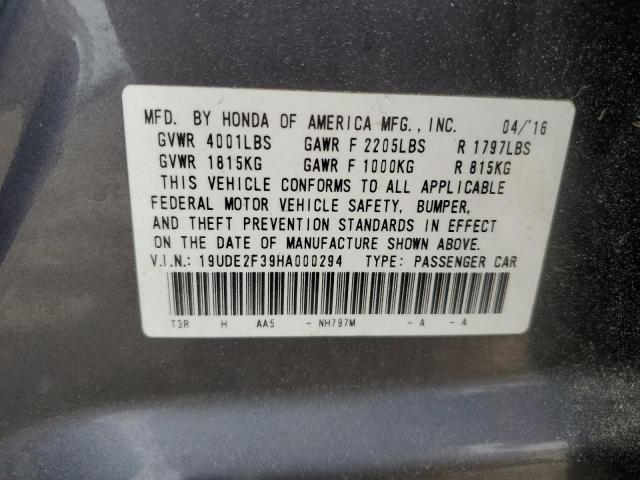 MFD. BY HONDA OF AMERICA MFG., INC. 04/'16
GVWR 4001LBS GAWR F 2205LBS R 1797LBS
GVWR 1815KG GAWR F 1000KG R 815KG
THIS VEHICLE CONFORMS TO ALL APPLICABLE
FEDERAL MOTOR VEHICLE SAFETY, BUMPER,
AND THEFT PREVENTION STANDARDS IN EFFECT
ON THE DATE OF MANUFACTURE SHOWN ABOVE.
V.I.N.: 19UDE2F39HA000294 TYPE: PASSENGER CAR
T3R H AA5 - NH797M - A - A